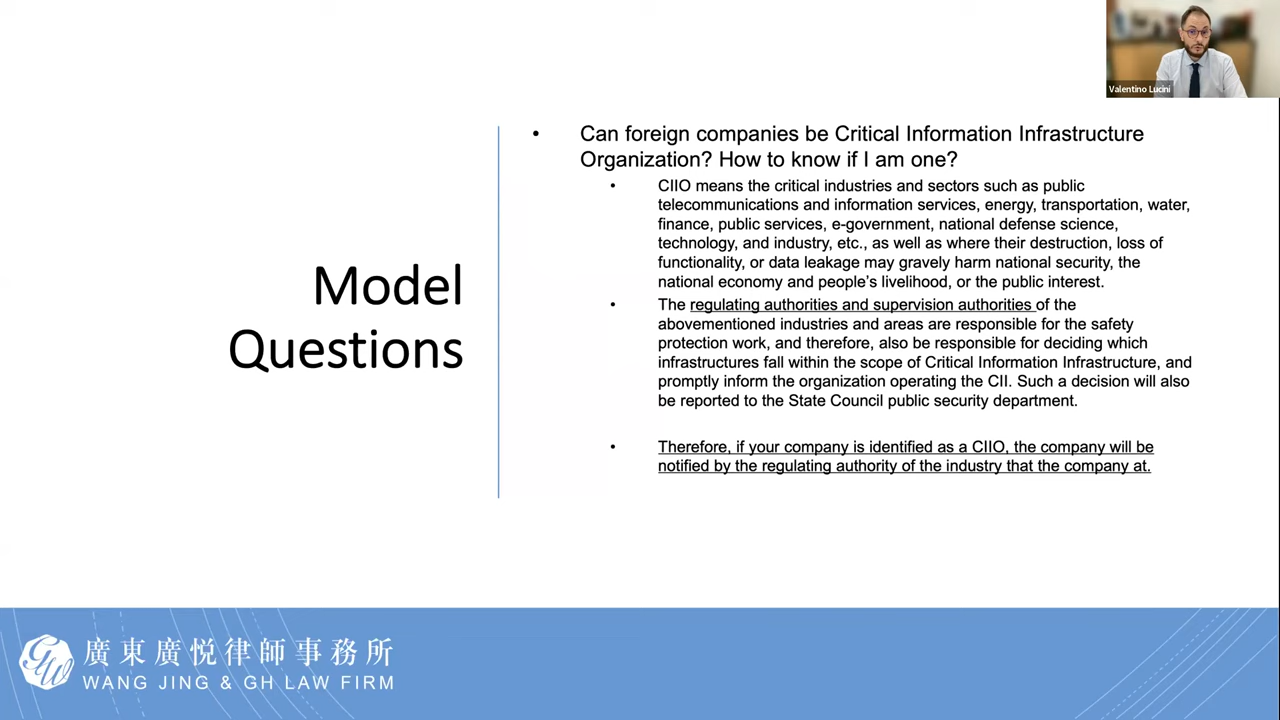 Valentino Lucini
Model
Questions
• Can foreign companies be Critical Information Infrastructure
Organization? How to know if I am one?
• CIIO means the critical industries and sectors such as public
telecommunications and information services, energy, transportation, water,
finance, public services, e-government, national defense science,
technology, and industry, etc., as well as where their destruction, loss of
functionality, or data leakage may gravely harm national security, the
national economy and people's livelihood, or the public interest.
• The regulating authorities and supervision authorities of the
abovementioned industries and areas are responsible for the safety
protection work, and therefore, also be responsible for deciding which
infrastructures fall within the scope of Critical Information Infrastructure, and
promptly inform the organization operating the CII. Such a decision will also
be reported to the State Council public security department.
• Therefore, if your company is identified as a CIIO, the company will be
notified by the regulating authority of the industry that the company at.
GW
廣東廣悦律師事務所
WANG JING & GH LAW FIRM